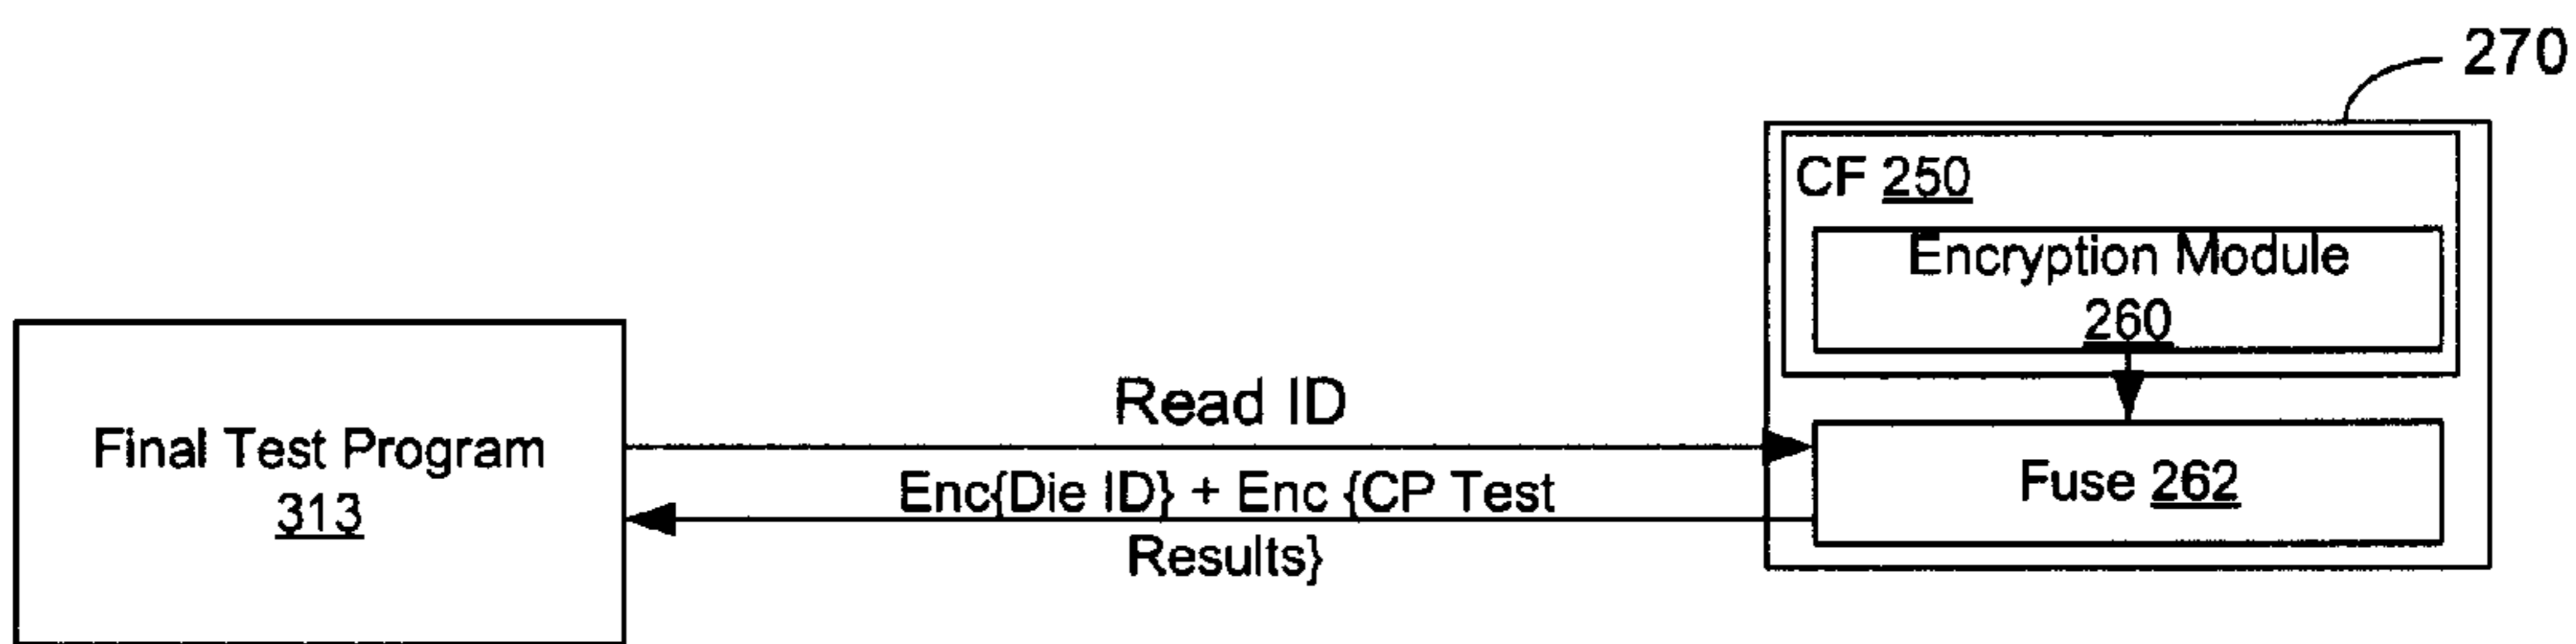 270
CF 250
Encryption Module
260
Read ID
Final Test Program
313
Enc{Die ID} + Enc {CP Test
Results}
Fuse 262